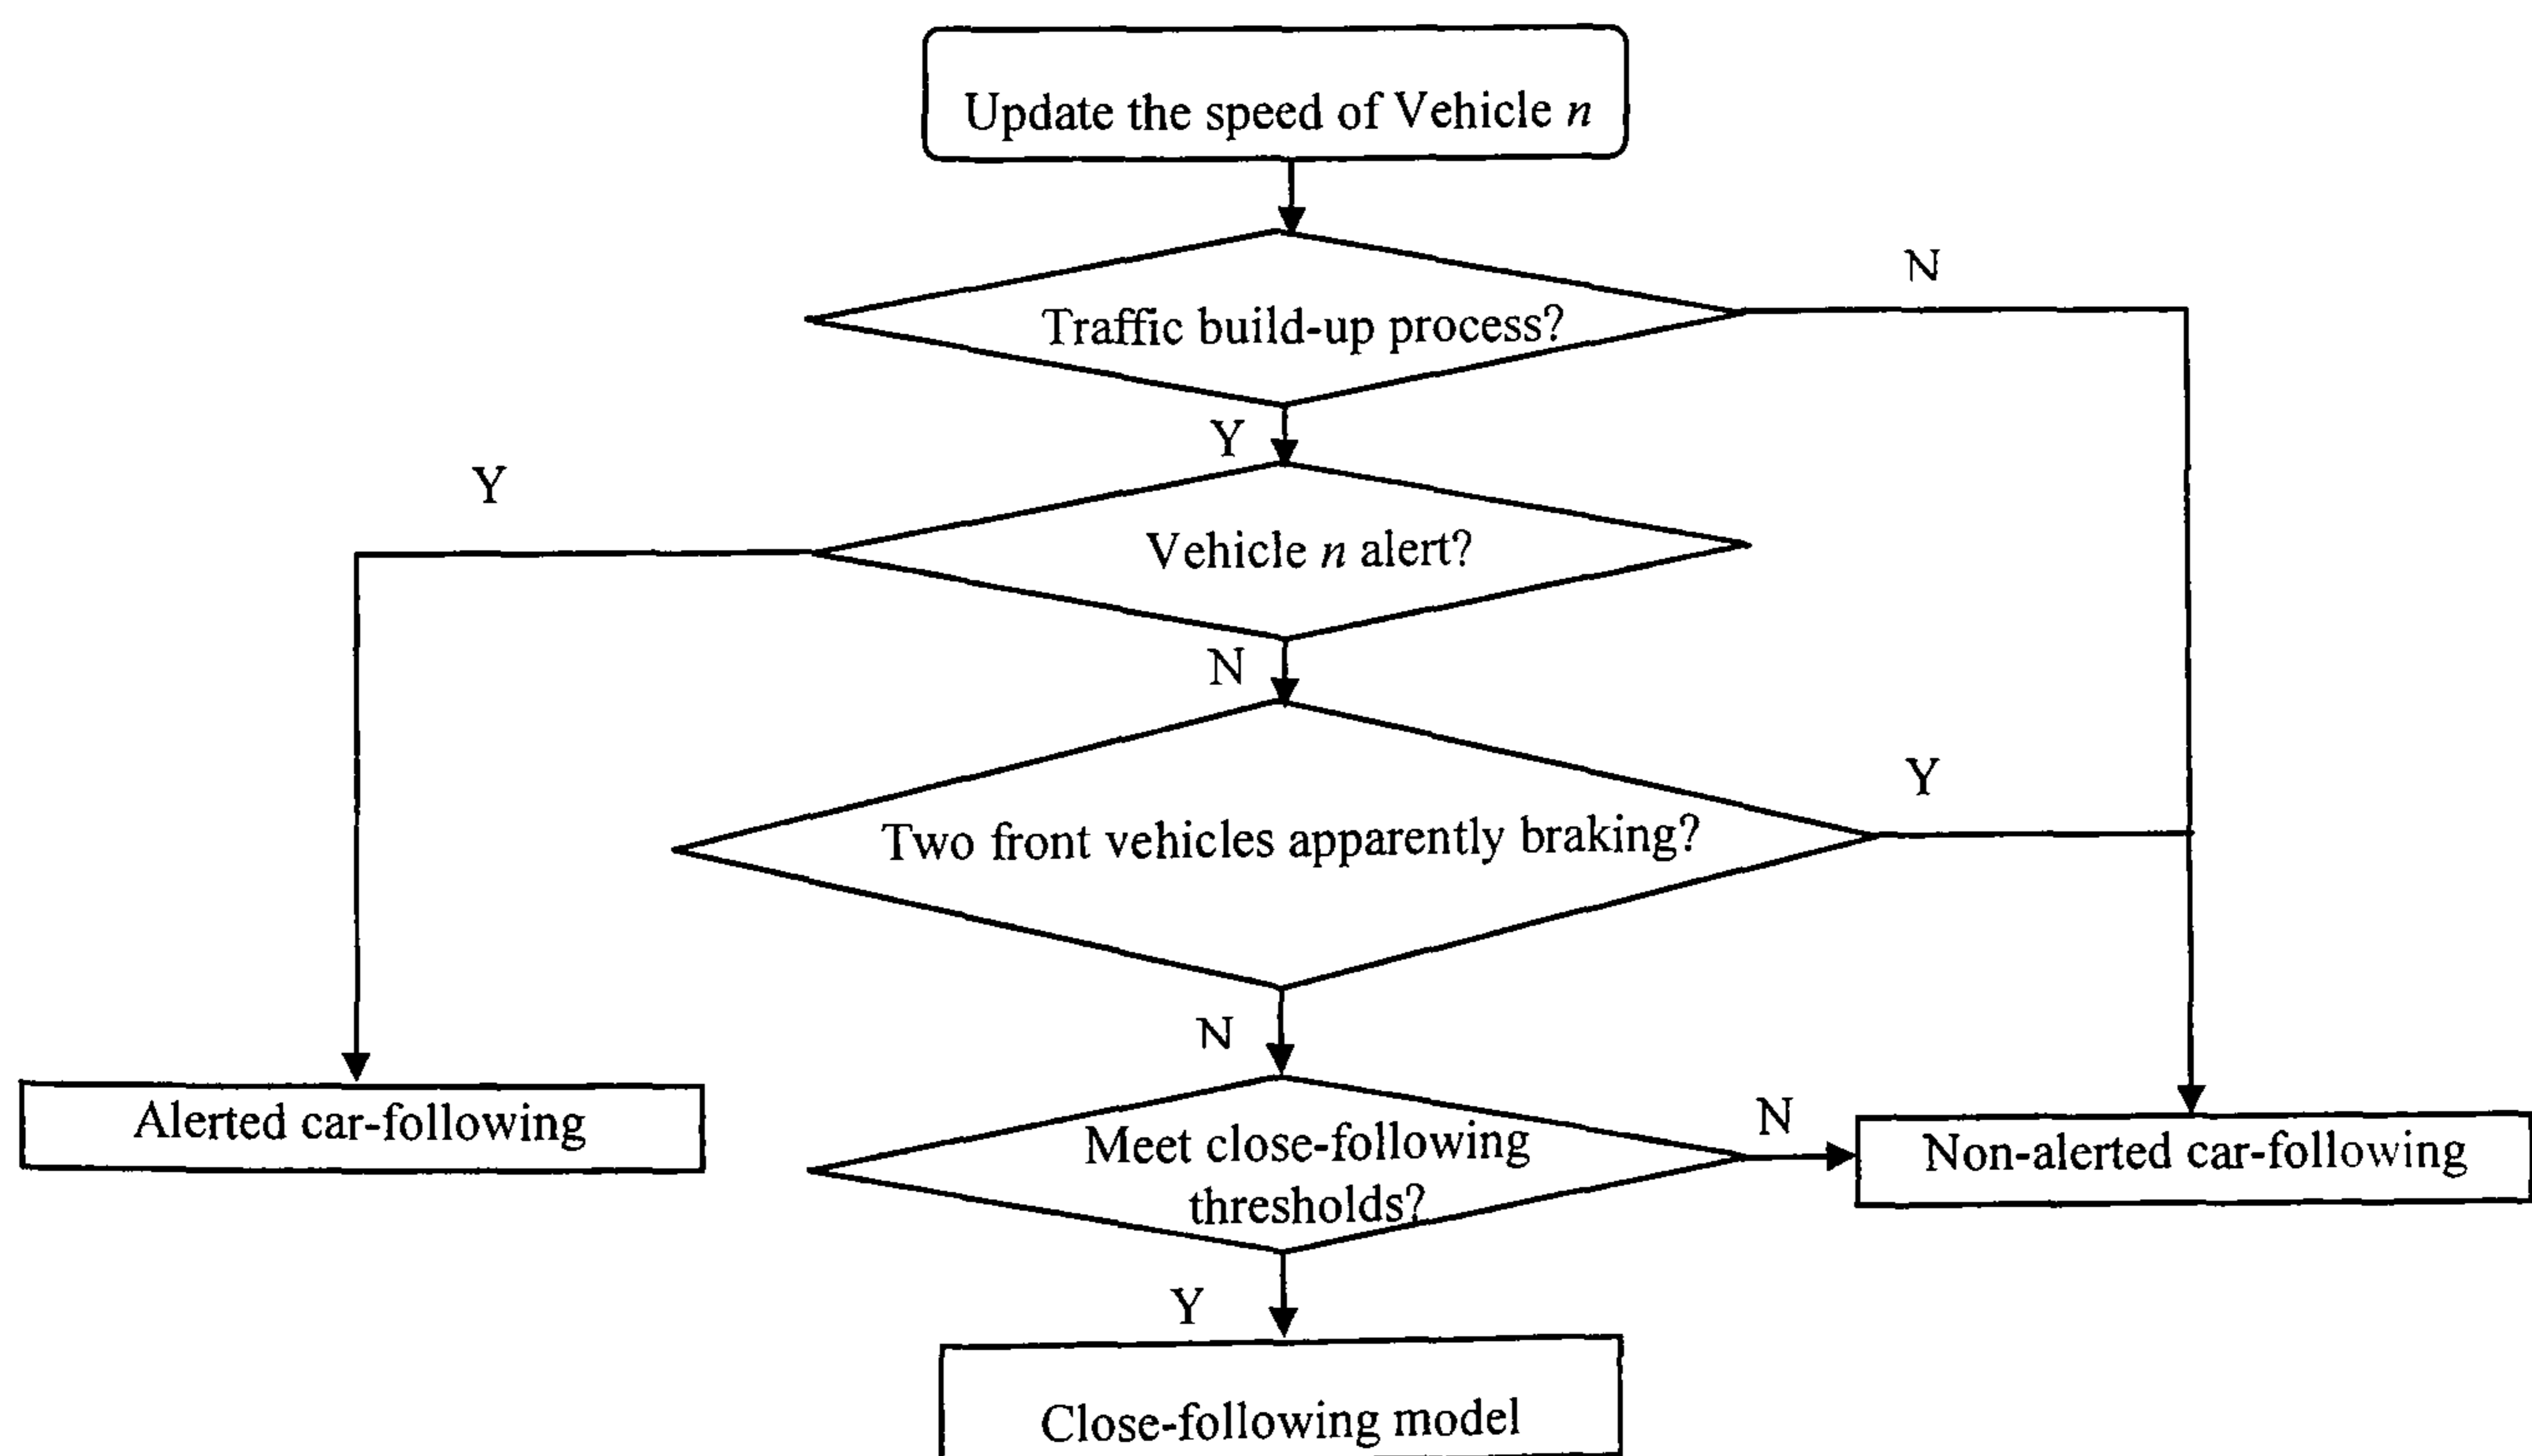 Update the speed of Vehicle n
N
Traffic build-up process?
Y
Y
Vehicle n alert?
N
Y
Two front vehicles apparently braking?
N
Alerted car-following
Meet close-following
thresholds?
N
Non-alerted car-following
Y
Close-following model